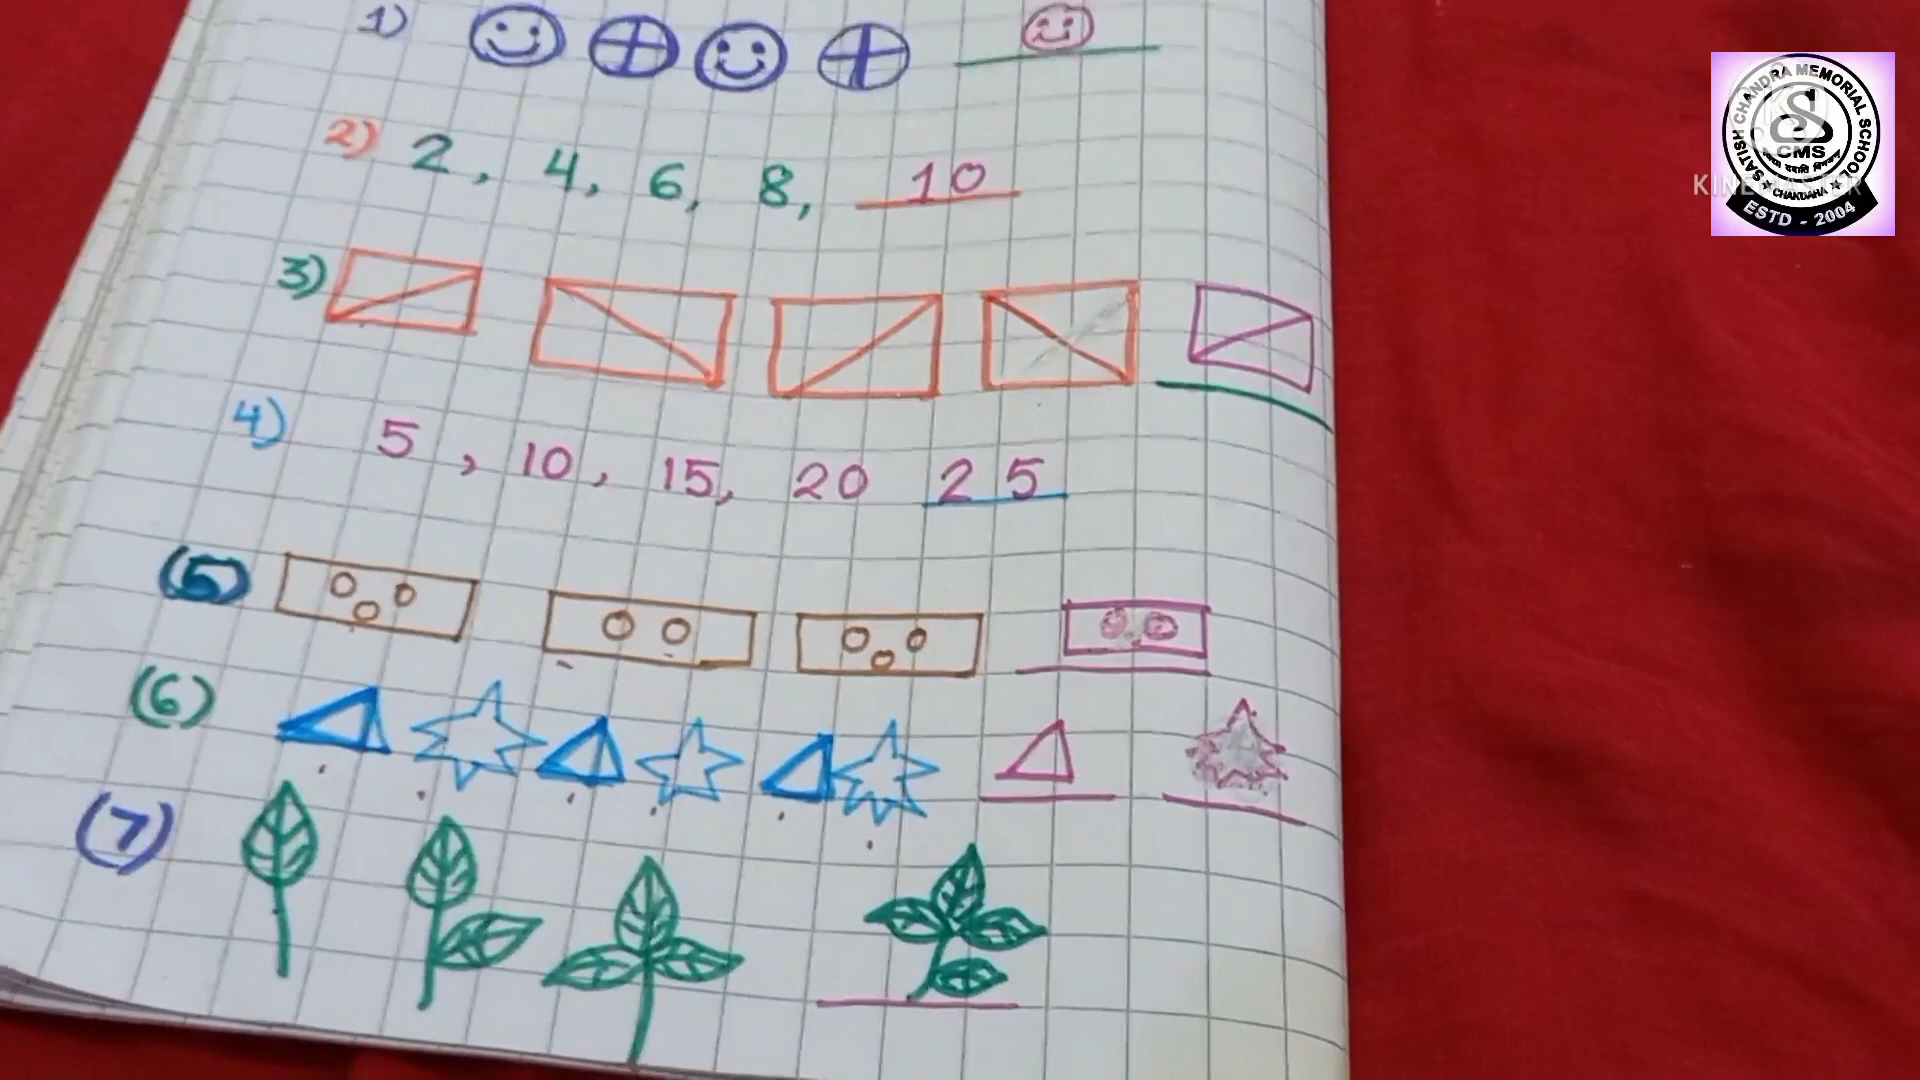 1)
2) 2, 4, 6, 8, 10
3)
4) 5, 10, 15, 20 25
(5)
(6)
(7)
SATISH CHANDRA MEMORIAL SCHOOL
CMS
★ CHAKDAHA ★
ESTD - 2004